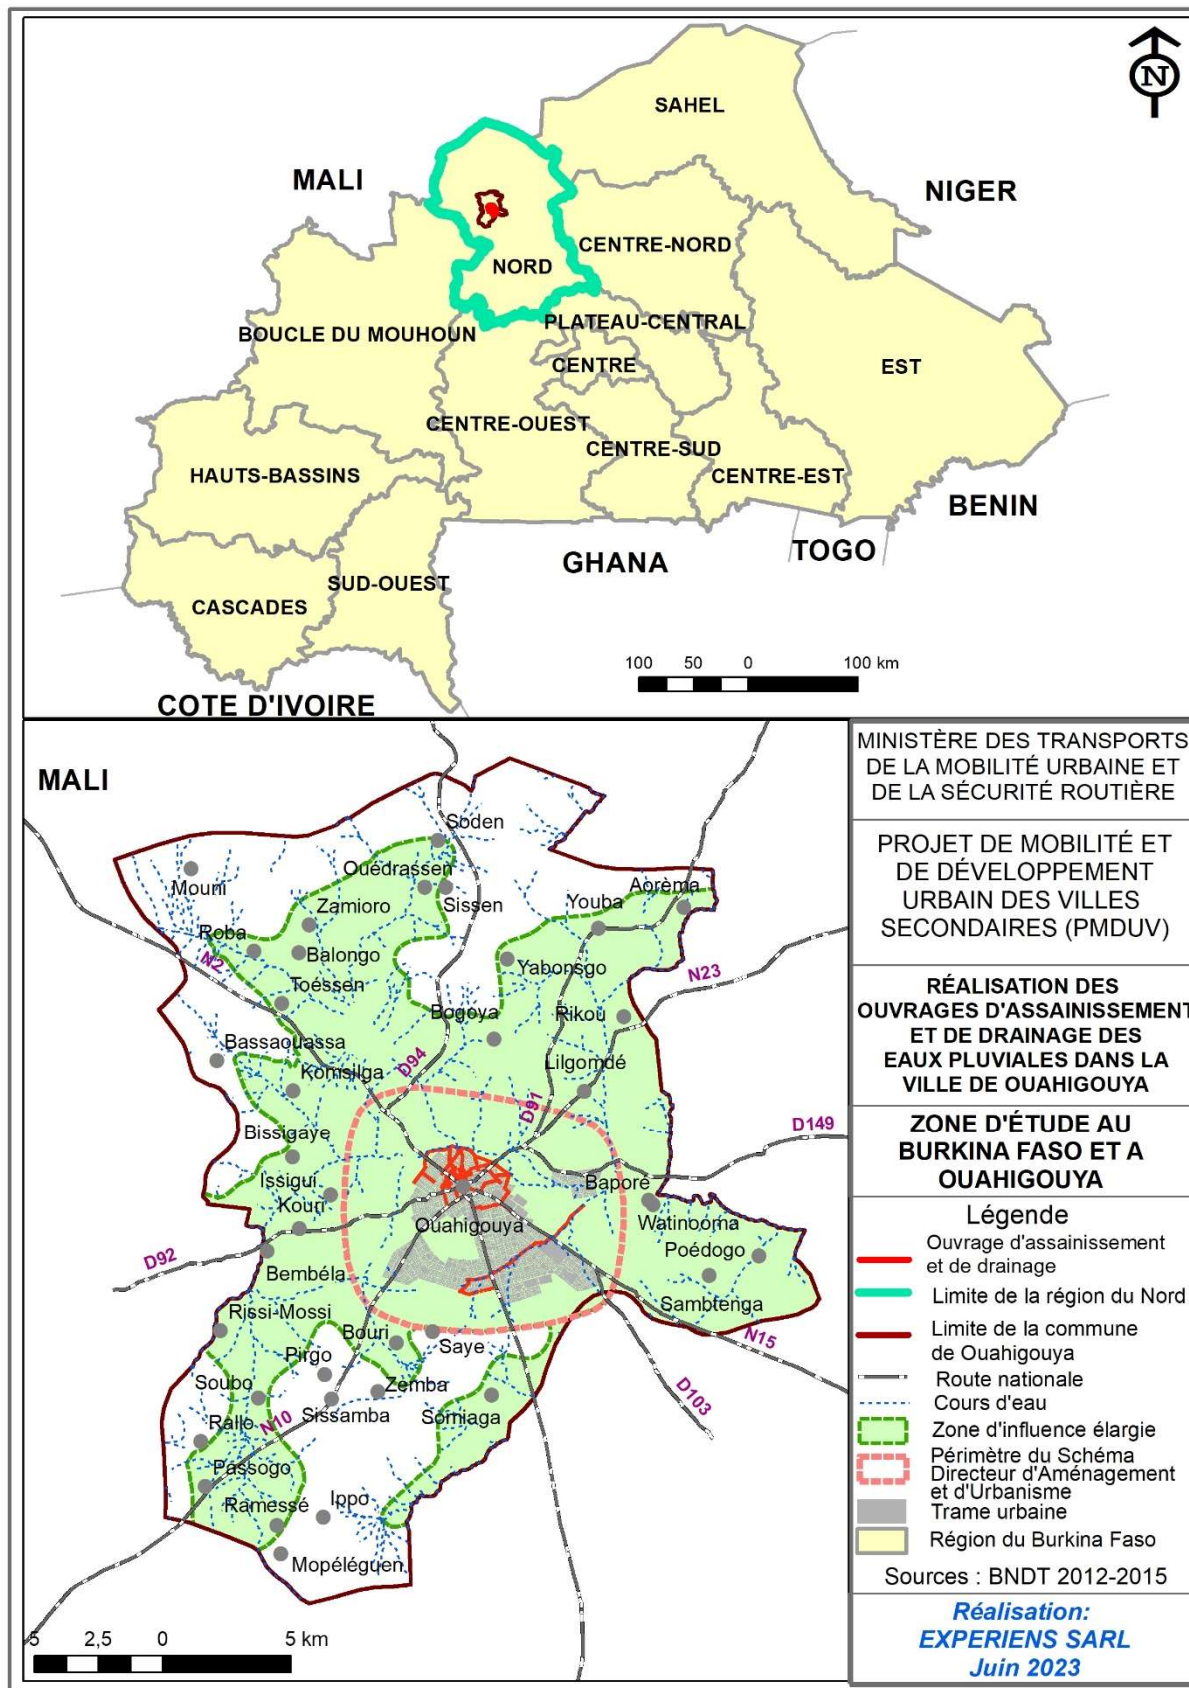 N
SAHEL
MALI
NIGER
CENTRE-NORD
NORD
PLATEAU-CENTRAL
BOUCLE DU MOUHOUN
CENTRE
EST
CENTRE-OUEST
CENTRE-SUD
HAUTS-BASSINS
CENTRE-EST
BENIN
TOGO
GHANA
SUD-OUEST
CASCADES
100 50 0 100 km
COTE D'IVOIRE
MALI
Soden
Ouédrassen
Mouni
Sissen
Aorèma
Zamioro
Youba
Roba
Balongo
N2
Yabonsgo
N23
Toéssen
Bogoya
Rikou
Bassaouassa
Lilgomdé
Komsilga
D94
D91
D149
Bissigaye
Issigui
Baporé
Kouri
Ouahigouya
Watinooma
Poédogo
D92
Bembéla
Rissi-Mossi
Sambtenga
Bouri
Saye
N15
Pirgo
Soubo
Zèmba
D103
Sissamba
Somiaga
Rallo
N10
Passogo
Ramessé
Ippo
Mopéléguen
5 2,5 0 5 km
MINISTÈRE DES TRANSPORTS
DE LA MOBILITÉ URBAINE ET
DE LA SÉCURITÉ ROUTIÈRE
PROJET DE MOBILITÉ ET
DE DÉVELOPPEMENT
URBAIN DES VILLES
SECONDAIRES (PMDUV)
RÉALISATION DES
OUVRAGES D'ASSAINISSEMENT
ET DE DRAINAGE DES
EAUX PLUVIALES DANS LA
VILLE DE OUAHIGOUYA
ZONE D'ÉTUDE AU
BURKINA FASO ET A
OUAHIGOUYA
Légende
Ouvrage d'assainissement
et de drainage
Limite de la région du Nord
Limite de la commune
de Ouahigouya
Route nationale
Cours d'eau
Zone d'influence élargie
Périmètre du Schéma
Directeur d'Aménagement
et d'Urbanisme
Trame urbaine
Région du Burkina Faso
Sources : BNDT 2012-2015
Réalisation:
EXPERIENS SARL
Juin 2023